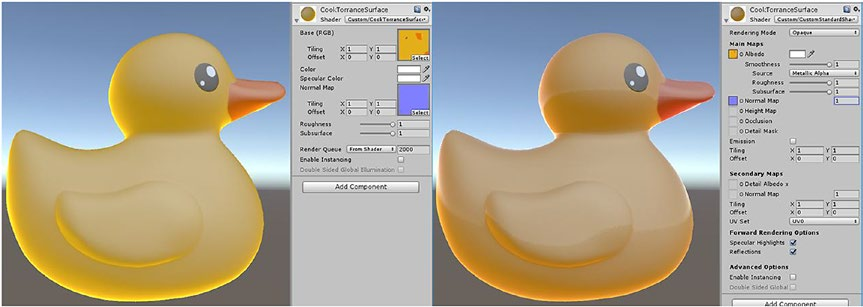 Cook:TorranceSurface
Shader Custom/CookTorranceSurfac
Base (RGB)
Tiling X 1 Y 1
Offset X 0 Y 0
Select
Color
Specular Color
Normal Map
Tiling X 1 Y 1
Offset X 0 Y 0
Select
Roughness 1
Subsurface 1
Render Queue From Shader 2000
Enable Instancing
Double Sided Global Illumination
Add Component
Cook:TorranceSurface
Shader Custom/CustomStandardSha
Rendering Mode Opaque
Main Maps
Albedo
Smoothness 1
Source Metallic Alpha
Roughness 1
Subsurface 1
Normal Map 1
Height Map
Occlusion
Detail Mask
Emission
Tiling X 1 Y 1
Offset X 0 Y 0
Secondary Maps
Detail Albedo x
Normal Map 1
Tiling X 1 Y 1
Offset X 0 Y 0
UV Set UV0
Forward Rendering Options
Specular Highlights
Reflections
Advanced Options
Enable Instancing
Double Sided Global
Add Component